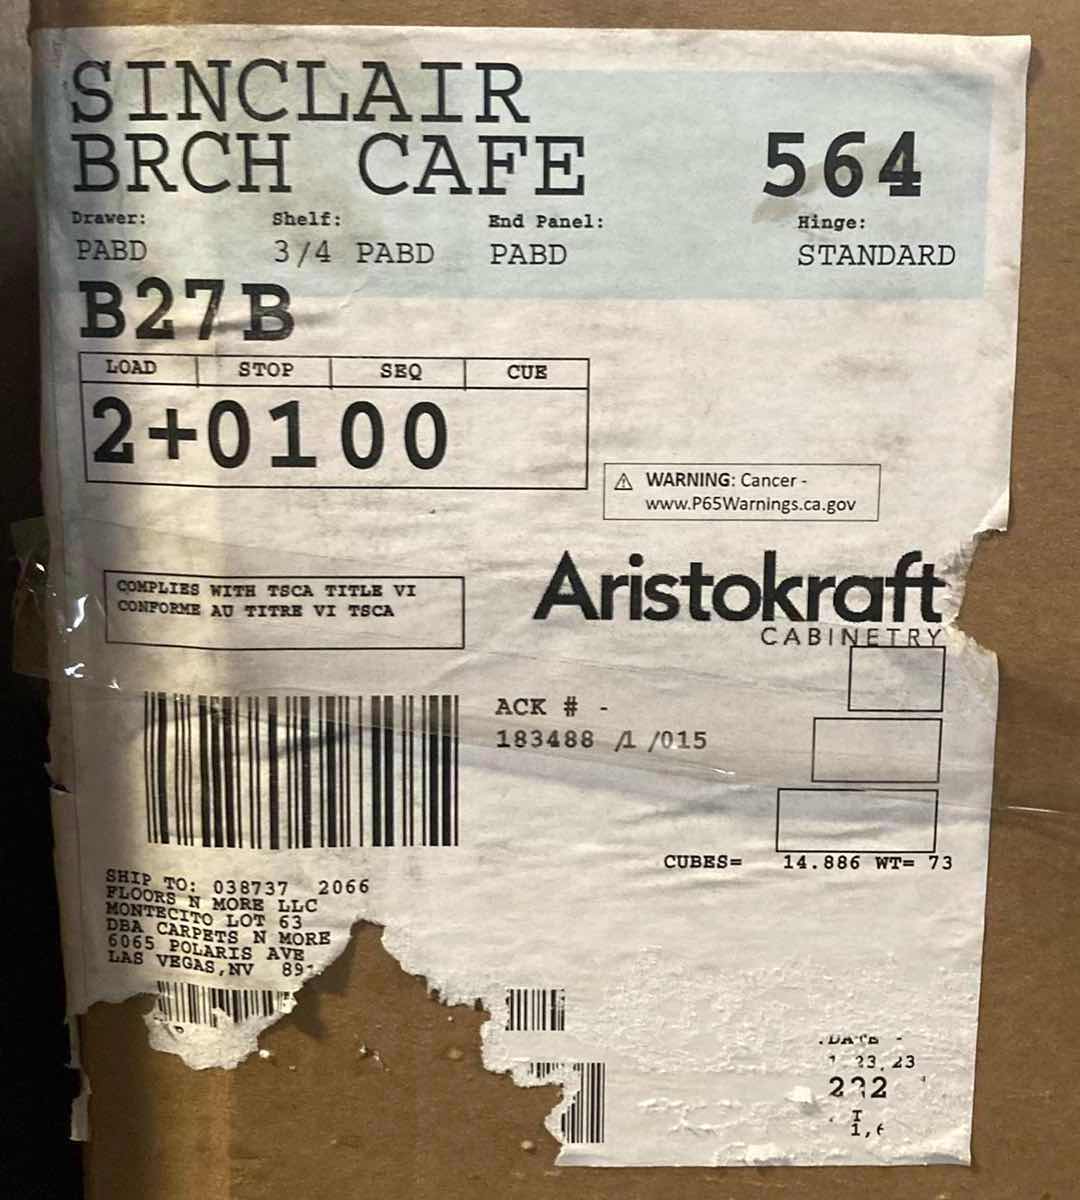 SINCLAIR
BRCH CAFE
564
Drawer: Shelf: End Panel: Hinge:
PABD 3/4 PABD PABD STANDARD
B27B
LOAD STOP SEQ CUE
2+0100
WARNING: Cancer -
www.P65Warnings.ca.gov
COMPLIES WITH TSCA TITLE VI
CONFORME AU TITRE VI TSCA
Aristokraft
CABINETRY
ACK # -
183488 /1 /015
CUBES= 14.886 WT= 73
SHIP TO: 038737 2066
FLOORS N MORE LLC
MONTECITO LOT 63
DBA CARPETS N MORE
6065 POLARIS AVE
LAS VEGAS,NV
DATE -
23,23